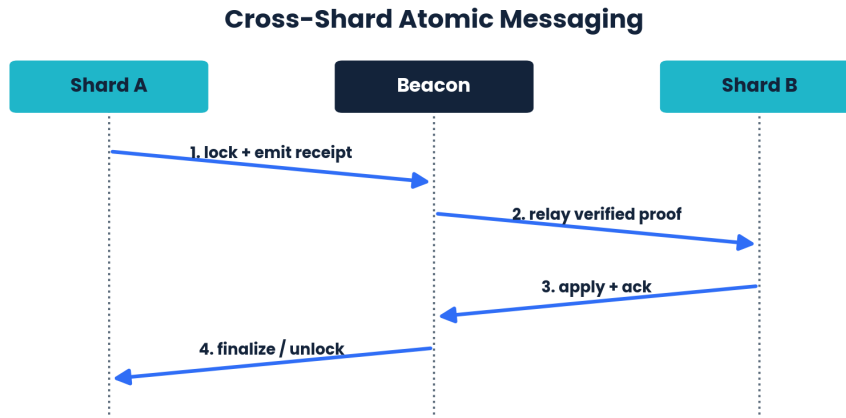 Cross-Shard Atomic Messaging
Shard A
Beacon
Shard B
1. lock + emit receipt
2. relay verified proof
3. apply + ack
4. finalize / unlock